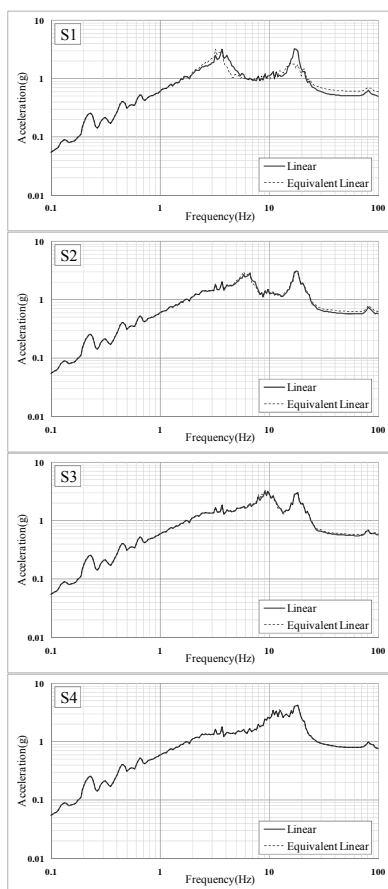 S1
10
1
0.1
0.01
Acceleration(g)
Linear
Equivalent Linear
0.1 1 10 100
Frequency(Hz)
S2
10
1
0.1
0.01
Acceleration(g)
Linear
Equivalent Linear
0.1 1 10 100
Frequency(Hz)
S3
10
1
0.1
0.01
Acceleration(g)
Linear
Equivalent Linear
0.1 1 10 100
Frequency(Hz)
S4
10
1
0.1
0.01
Acceleration(g)
Linear
Equivalent Linear
0.1 1 10 100
Frequency(Hz)